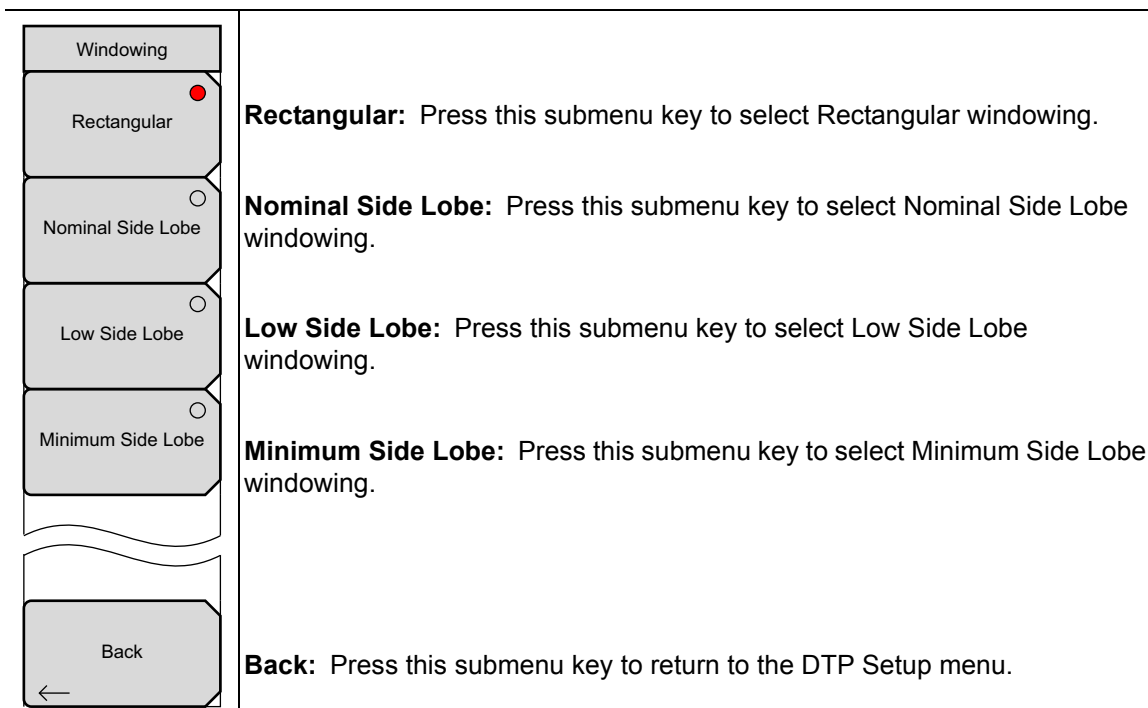 Windowing
Rectangular
Nominal Side Lobe
Low Side Lobe
Minimum Side Lobe
Back
Rectangular: Press this submenu key to select Rectangular windowing.
Nominal Side Lobe: Press this submenu key to select Nominal Side Lobe
windowing.
Low Side Lobe: Press this submenu key to select Low Side Lobe
windowing.
Minimum Side Lobe: Press this submenu key to select Minimum Side Lobe
windowing.
Back: Press this submenu key to return to the DTP Setup menu.